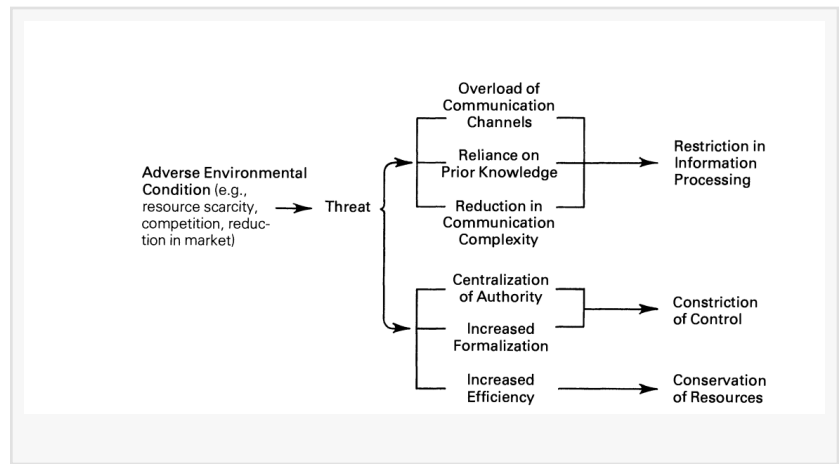 Adverse Environmental
Condition (e.g.,
resource scarcity,
competition, reduc-
tion in market)
Threat
Overload of
Communication
Channels
Reliance on
Prior Knowledge
Reduction in
Communication
Complexity
Restriction in
Information
Processing
Centralization
of Authority
Increased
Formalization
Constriction
of Control
Increased
Efficiency
Conservation
of Resources